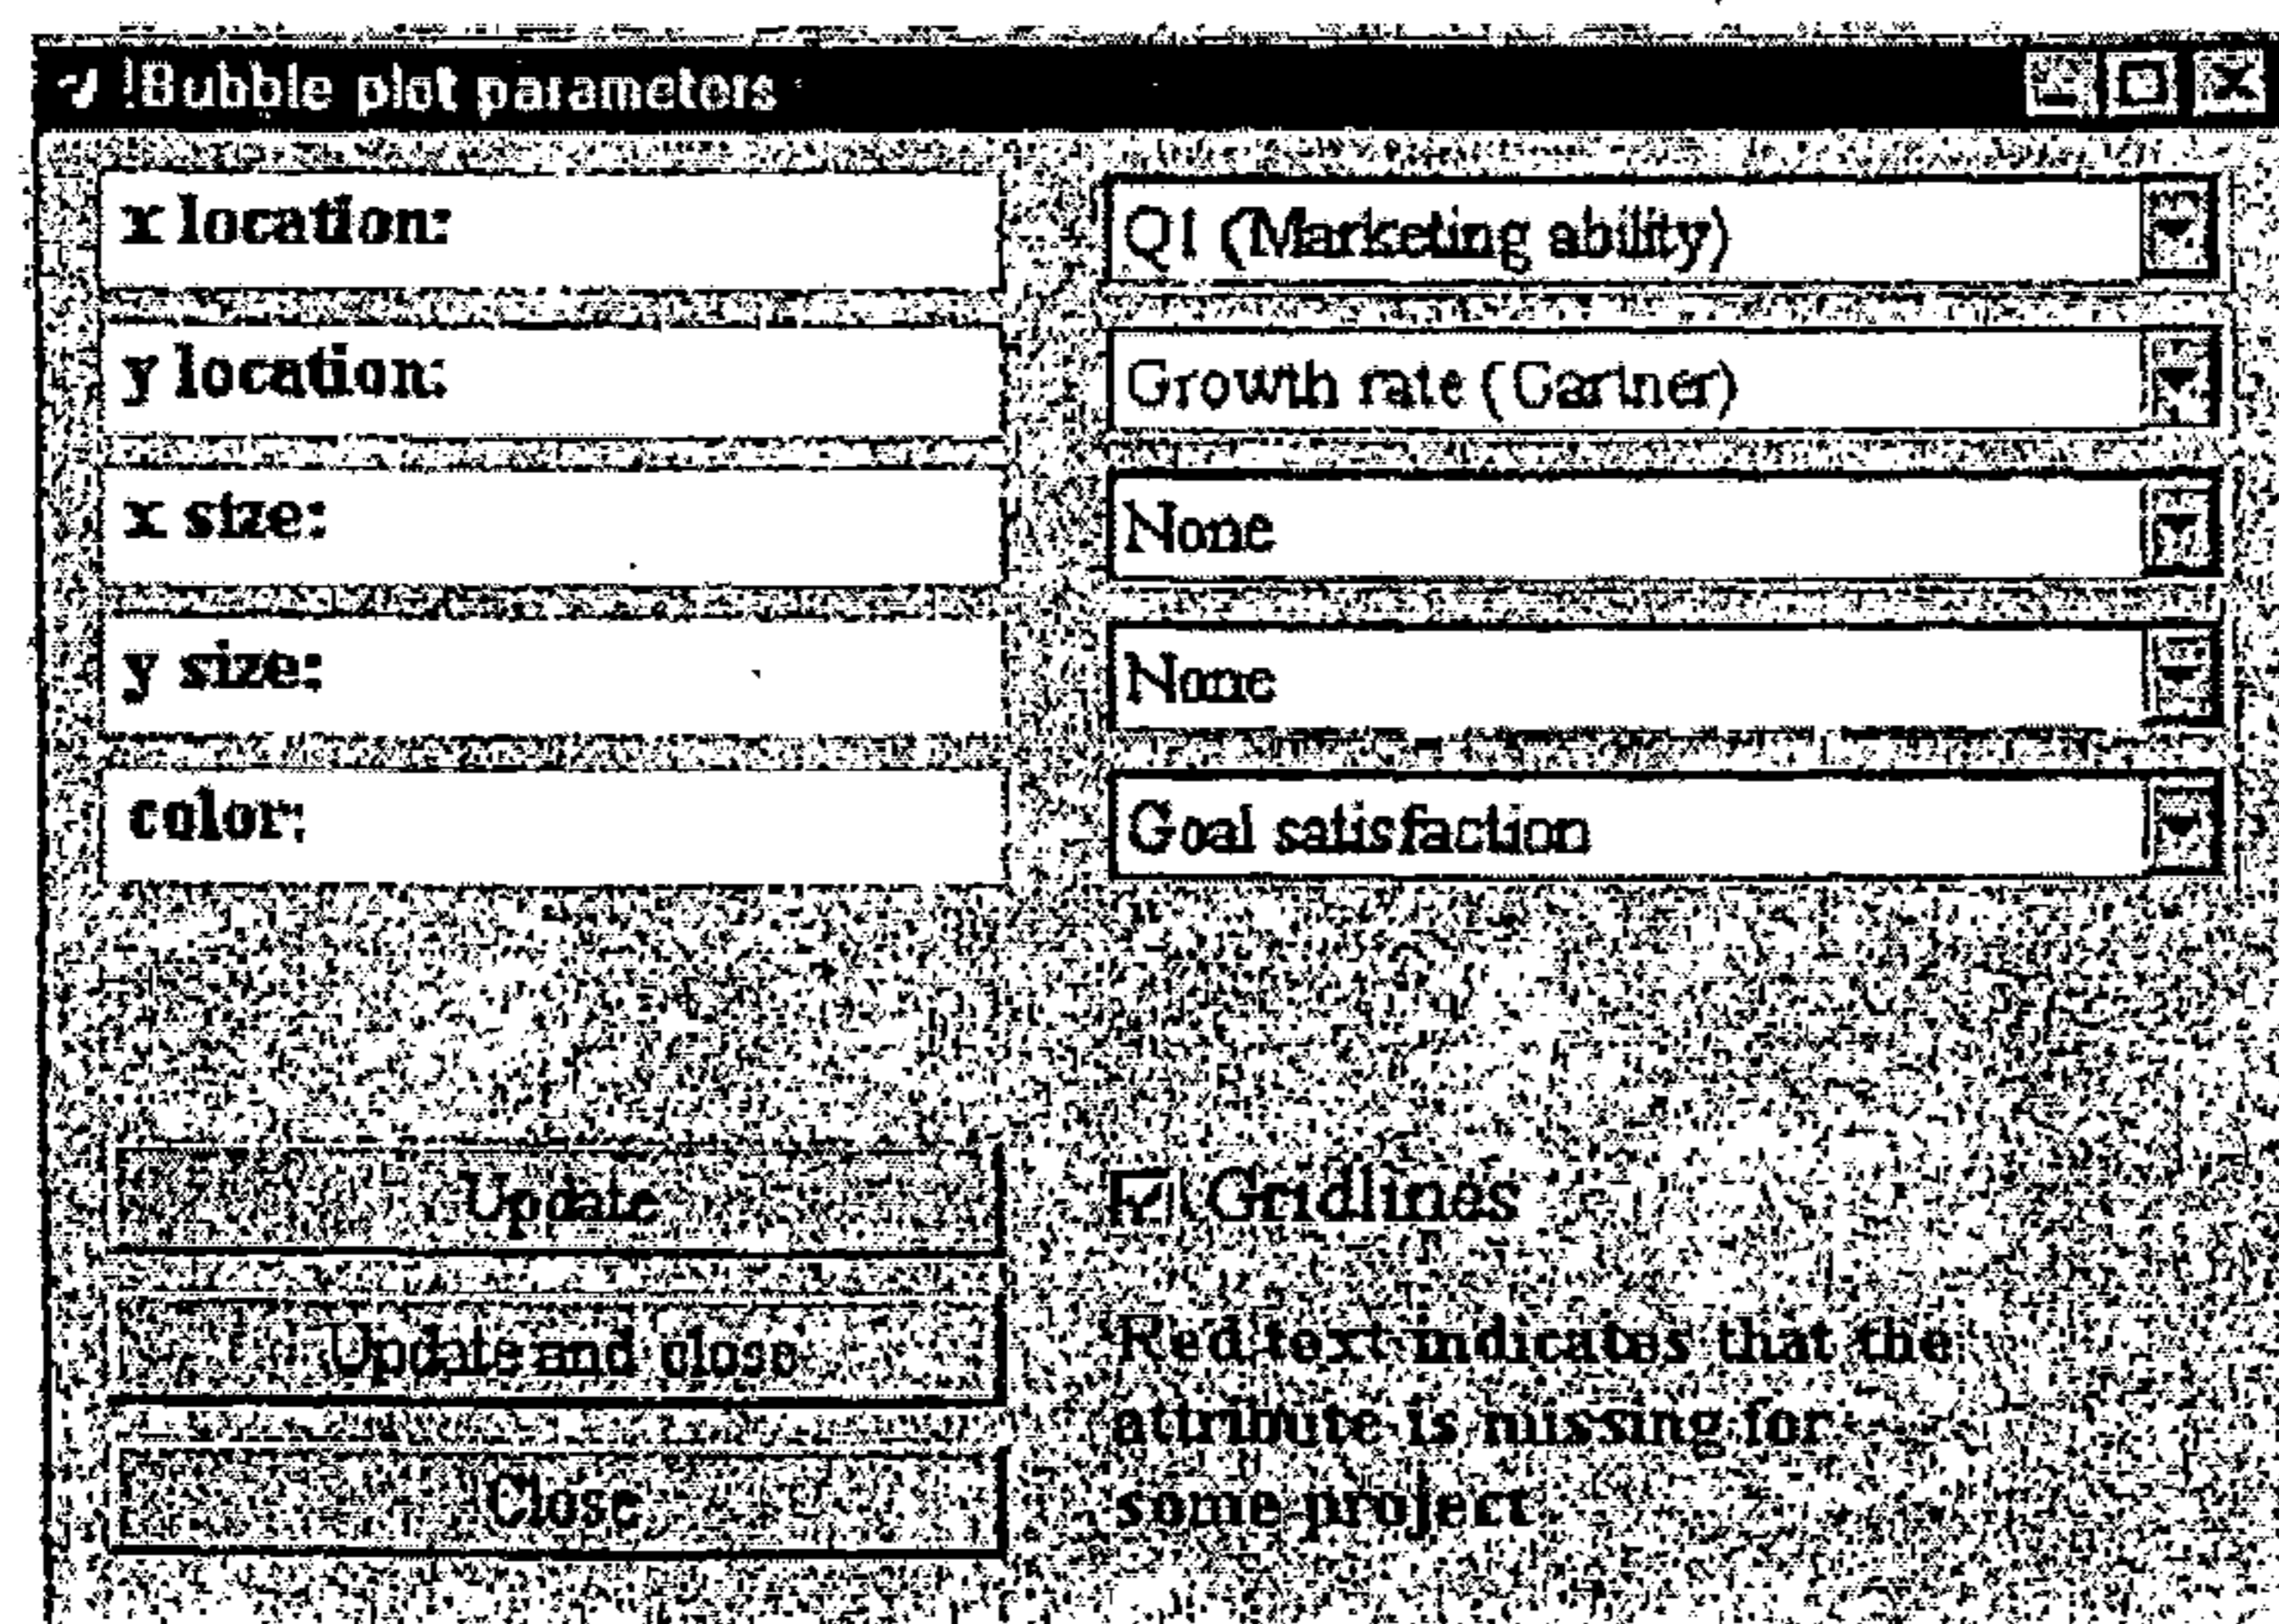 !Bubble plot parameters
x location: Q1 (Marketing ability)
y location: Growth rate (Gartner)
x size: None
y size: None
color: Goal satisfaction
Update
Gridlines
Update and close
Close
Red text indicates that the
attribute is missing for
some project